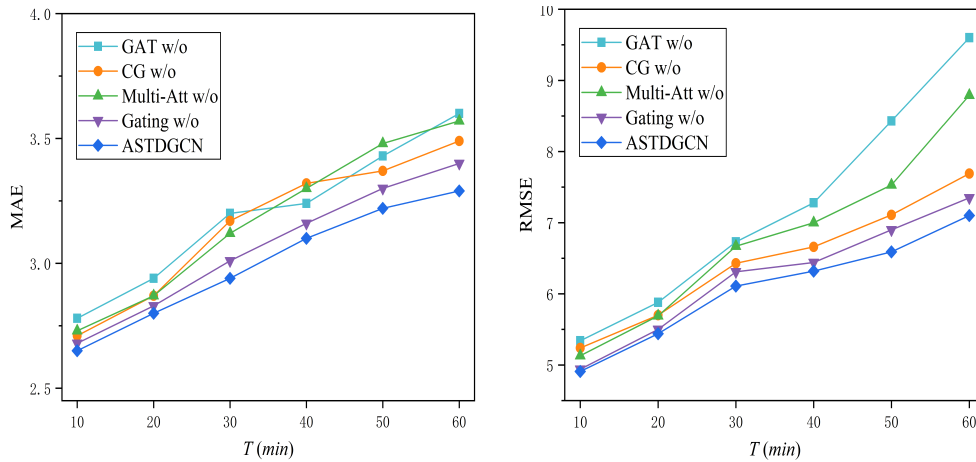 4.0
3.5
3.0
2.5
MAE
GAT w/o
CG w/o
Multi-Att w/o
Gating w/o
ASTDGCN
10 20 30 40 50 60
T (min)
10
9
8
7
6
5
RMSE
GAT w/o
CG w/o
Multi-Att w/o
Gating w/o
ASTDGCN
10 20 30 40 50 60
T (min)